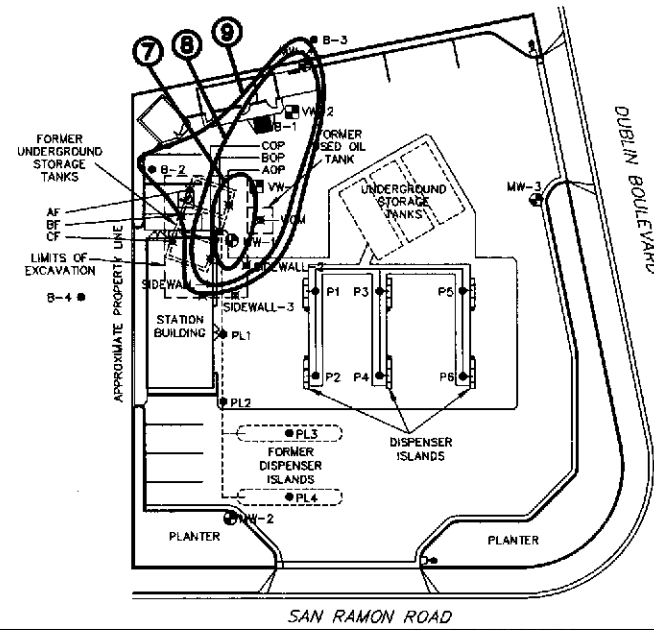 7
8
9
B-3
VW-2
B-1
COP
BOP
AOP
FORMER
USED OIL
TANK
FORMER
UNDERGROUND
STORAGE
TANKS
B-2
VW-
AF
BF
CF
UNDERGROUND
STORAGE
TANKS
MW-3
DUBLIN BOULEVARD
LIMITS OF
EXCAVATION
SIDEWALL-2
B-4
SIDEWALL
SIDEWALL-3
APPROXIMATE PROPERTY LINE
STATION
BUILDING
P1
P3
P5
PL1
P2
P4
P6
PL2
PL3
DISPENSER
ISLANDS
FORMER
DISPENSER
ISLANDS
PL4
MW-2
PLANTER
PLANTER
SAN RAMON ROAD